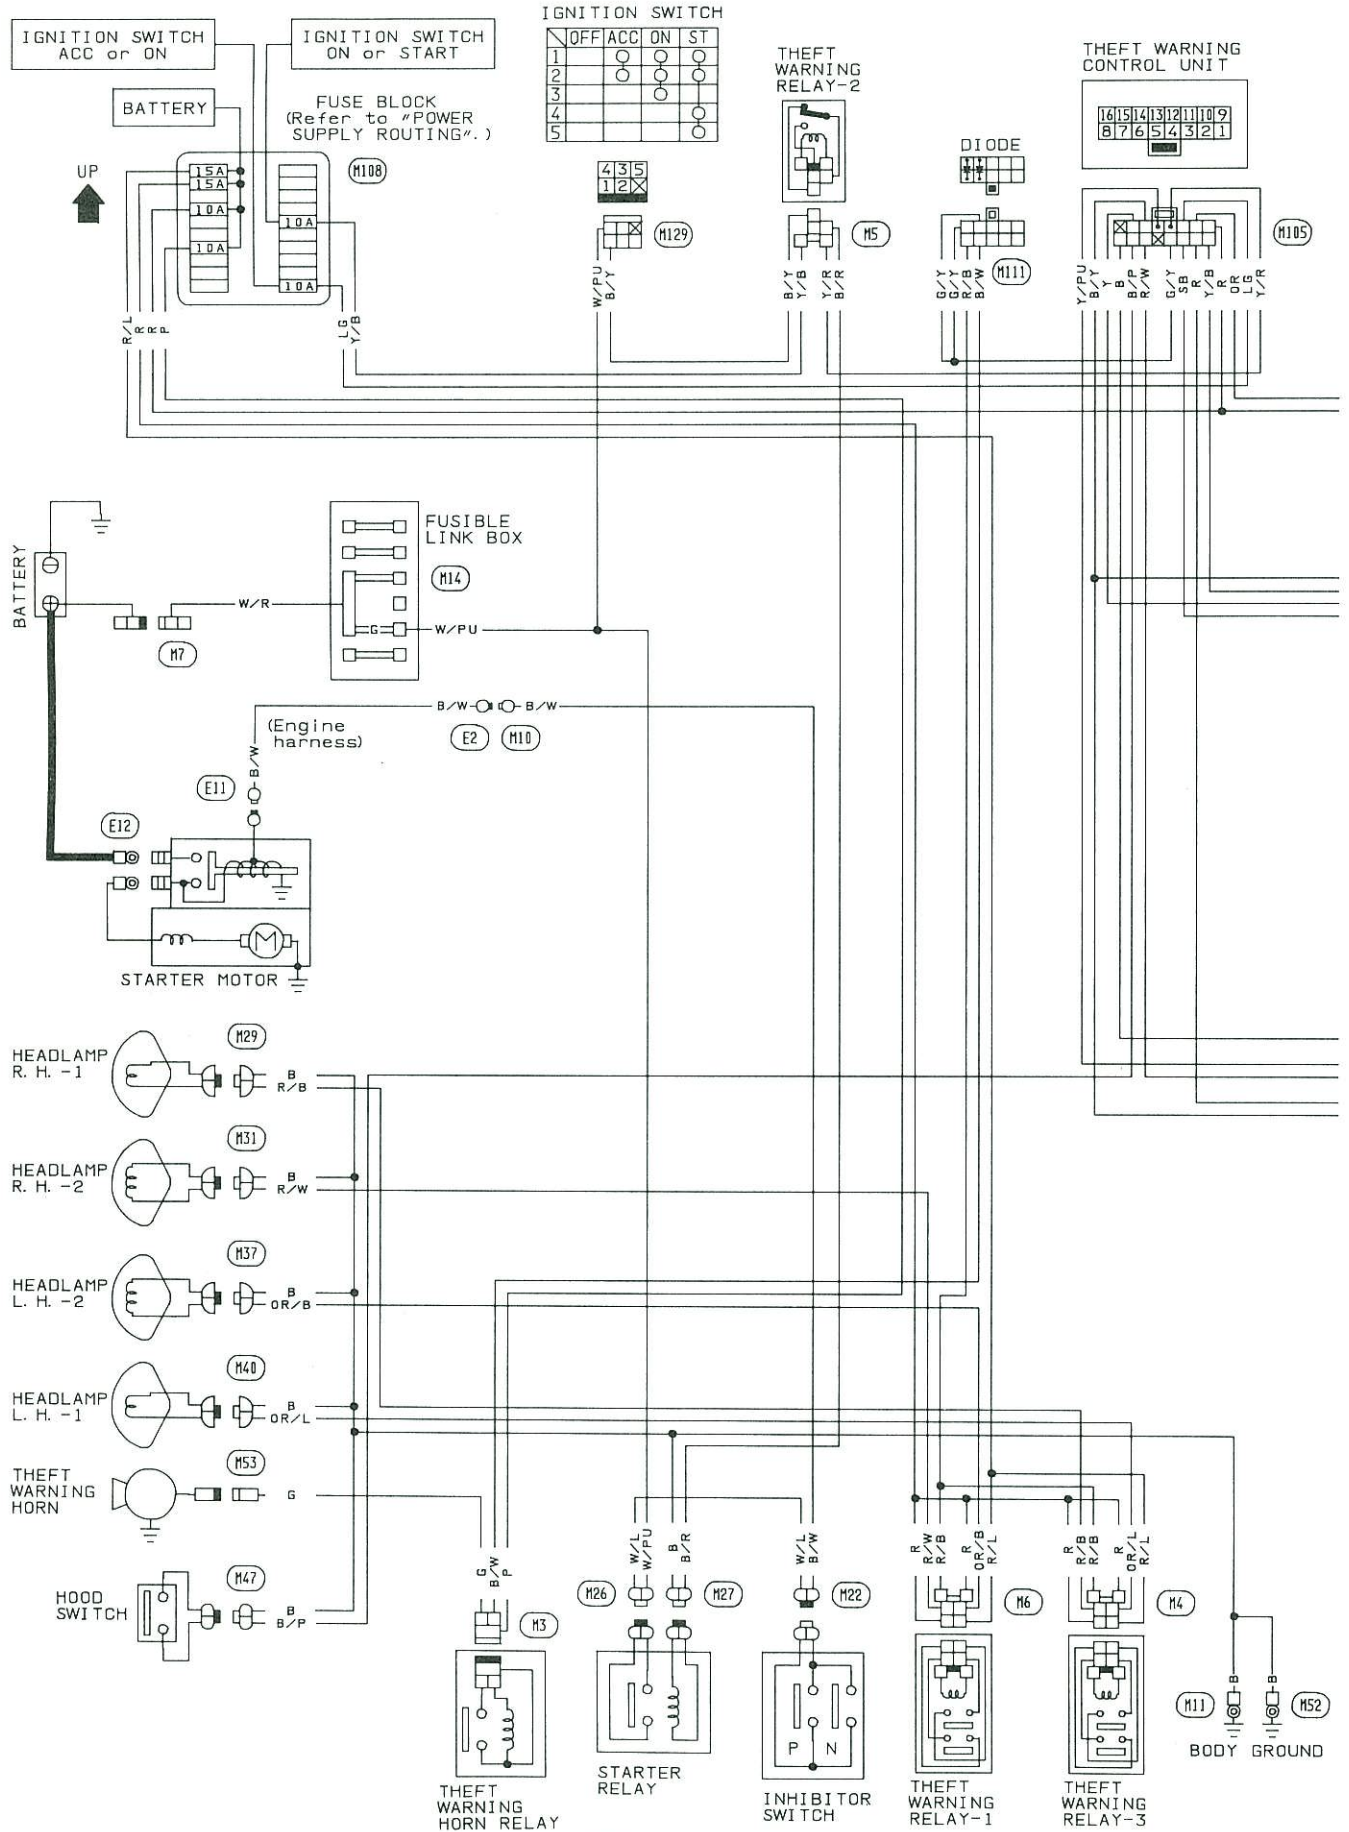 IGNITION SWITCH
ACC or ON
IGNITION SWITCH
ON or START
BATTERY
FUSE BLOCK
(Refer to "POWER
SUPPLY ROUTING".)
UP
15A
15A
10A
10A
10A
10A
M108
R/L
R
R
P
LG
Y/B
IGNITION SWITCH
OFF ACC ON ST
1
2
3
4
5
4 3 5
1 2
M129
W/PU
B/Y
THEFT
WARNING
RELAY-2
M5
B/Y
Y/B
Y/R
B/R
DIODE
M111
G/Y
G/Y
R/B
B/W
THEFT WARNING
CONTROL UNIT
16 15 14 13 12 11 10 9
8 7 6 5 4 3 2 1
M105
Y/PU
B/Y
Y
B
B/P
R/W
G/Y
SB
R
Y/B
R
OR
LG
Y/R
BATTERY
M7
W/R
FUSIBLE
LINK BOX
M14
G
W/PU
B/W
B/W
E2
M10
(Engine
harness)
B/W
E11
E12
M
STARTER MOTOR
HEADLAMP
R. H. -1
M29
B
R/B
HEADLAMP
R. H. -2
M31
B
R/W
HEADLAMP
L. H. -2
M37
B
OR/B
HEADLAMP
L. H. -1
M40
B
OR/L
THEFT
WARNING
HORN
M53
G
HOOD
SWITCH
M47
B
B/P
G
B/W
P
M3
THEFT
WARNING
HORN RELAY
W/L
W/PU
B
B/R
M26
M27
STARTER
RELAY
W/L
B/W
M22
P N
INHIBITOR
SWITCH
R
R/W
R/B
R
OR/B
R/L
M6
THEFT
WARNING
RELAY-1
R
R/B
R/B
R
OR/L
R/L
M4
THEFT
WARNING
RELAY-3
B
B
M11
M52
BODY GROUND